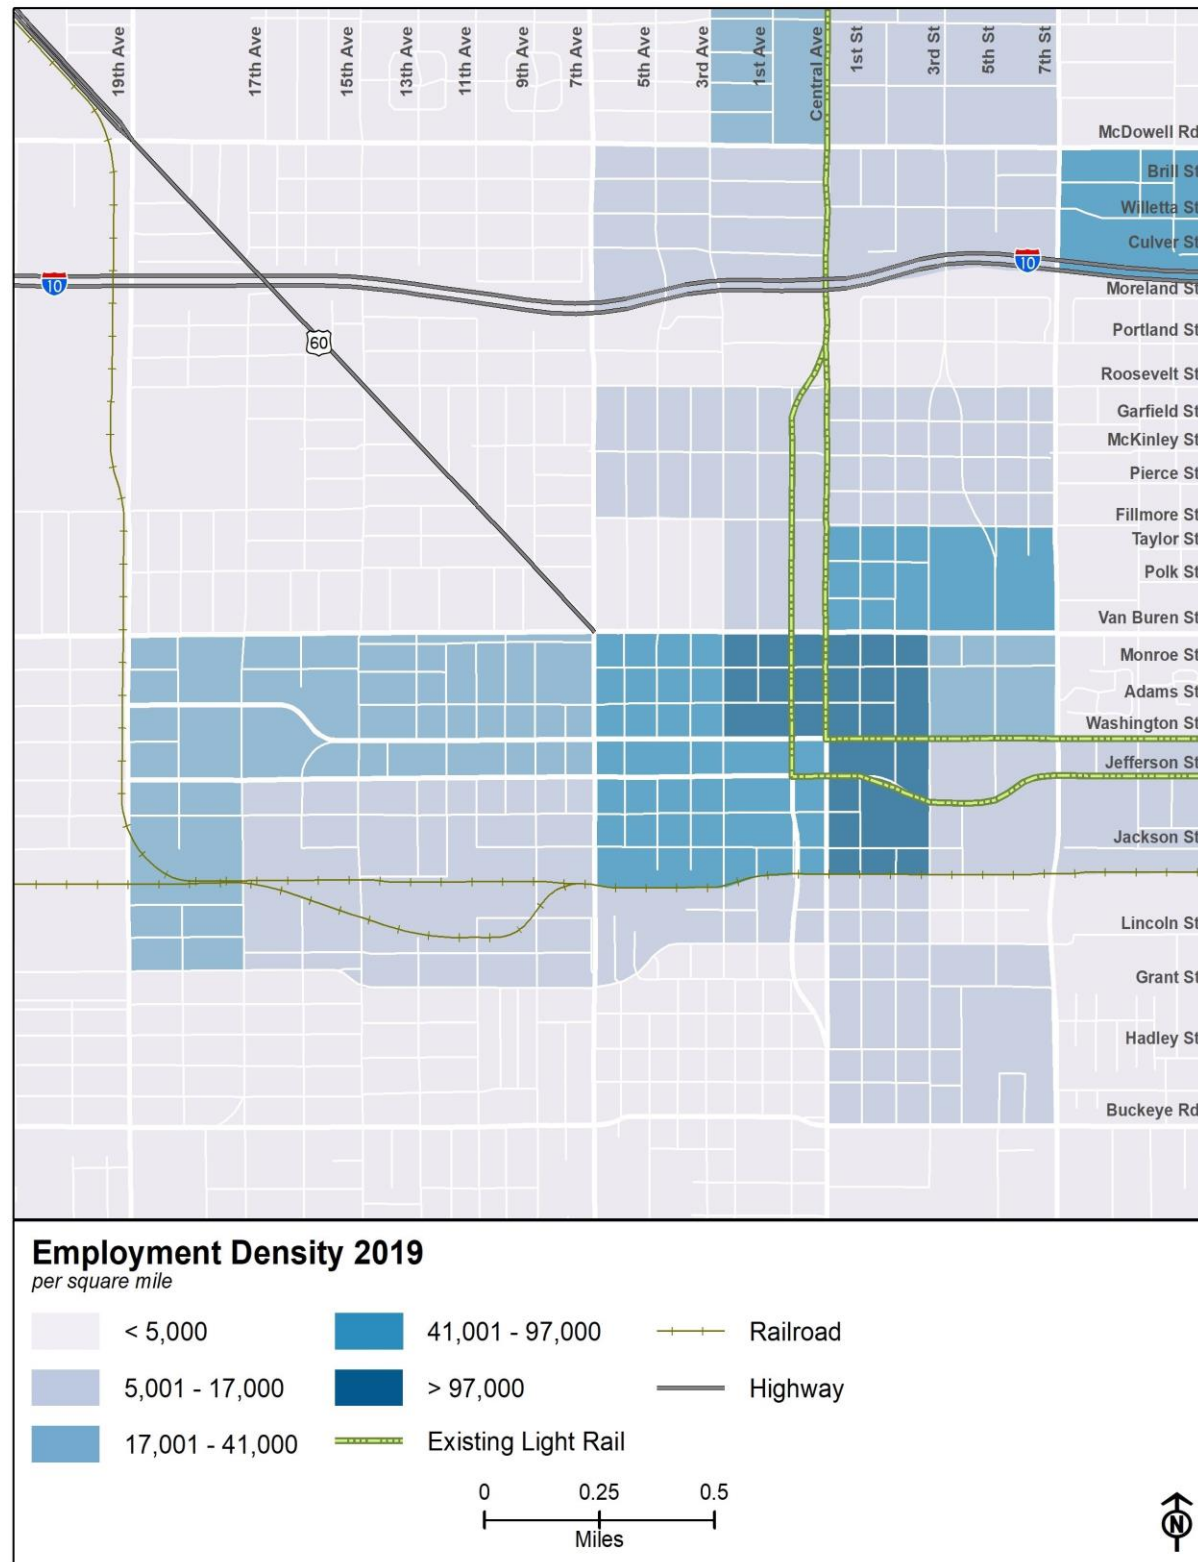 19th Ave
17th Ave
15th Ave
13th Ave
11th Ave
9th Ave
7th Ave
5th Ave
3rd Ave
1st Ave
Central Ave
1st St
3rd St
5th St
7th St
McDowell Rd
Brill St
Willetta St
Culver St
10
10
Moreland St
Portland St
60
Roosevelt St
Garfield St
McKinley St
Pierce St
Fillmore St
Taylor St
Polk St
Van Buren St
Monroe St
Adams St
Washington St
Jefferson St
Jackson St
Lincoln St
Grant St
Hadley St
Buckeye Rd
Employment Density 2019
per square mile
< 5,000
5,001 - 17,000
17,001 - 41,000
41,001 - 97,000
> 97,000
Existing Light Rail
Railroad
Highway
0 0.25 0.5
Miles
N